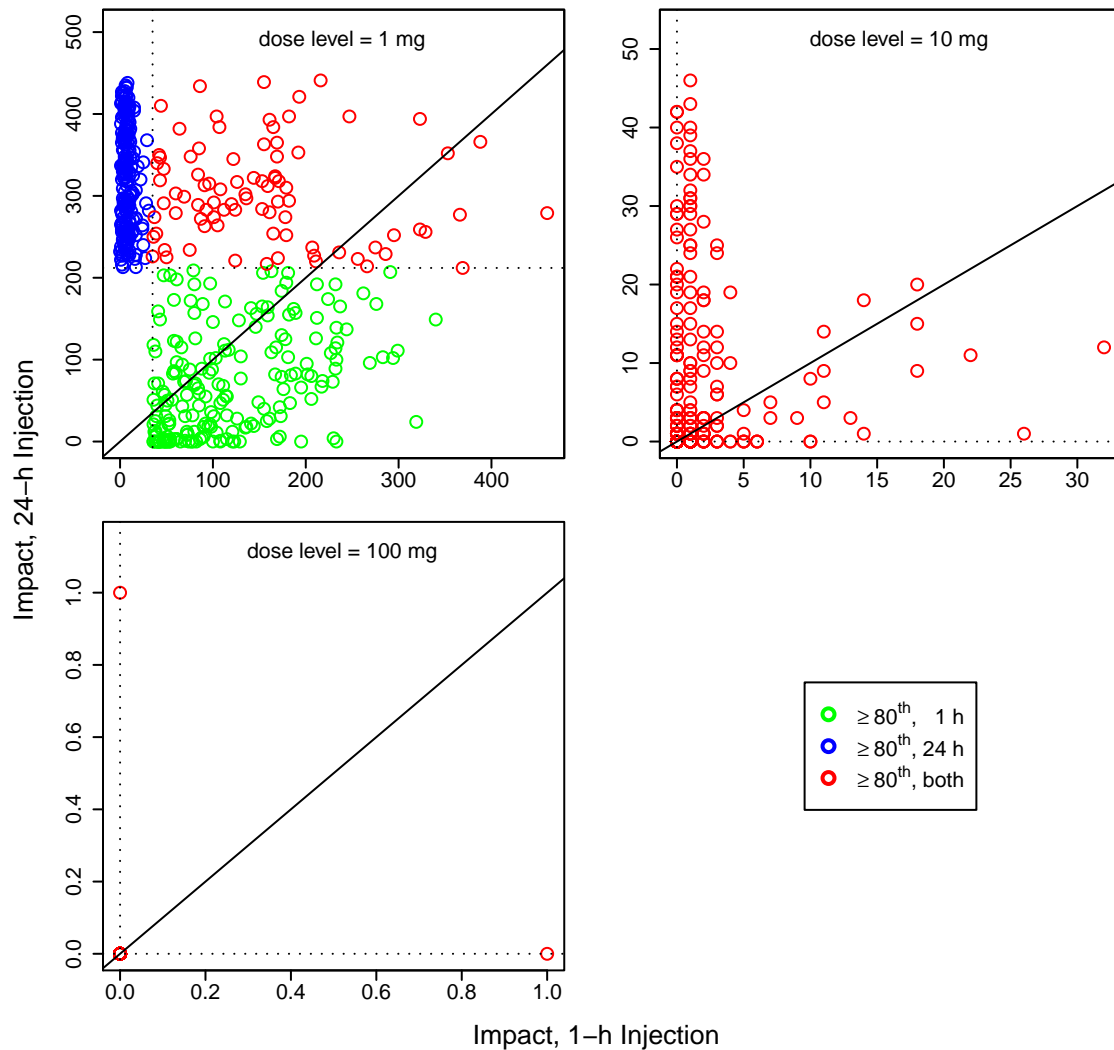 dose level = 1 mg
0 100 200 300 400 500
0 100 200 300 400
dose level = 10 mg
0 10 20 30 40 50
0 5 10 15 20 25 30
dose level = 100 mg
0.0 0.2 0.4 0.6 0.8 1.0
0.0 0.2 0.4 0.6 0.8 1.0
≥ 80th, 1 h
≥ 80th, 24 h
≥ 80th, both
Impact, 24−h Injection
Impact, 1−h Injection